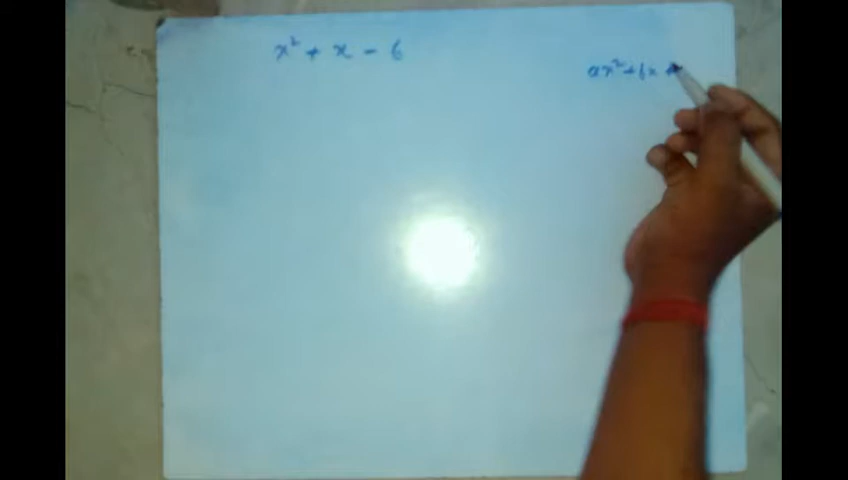 x² + x - 6
ax² + bx +